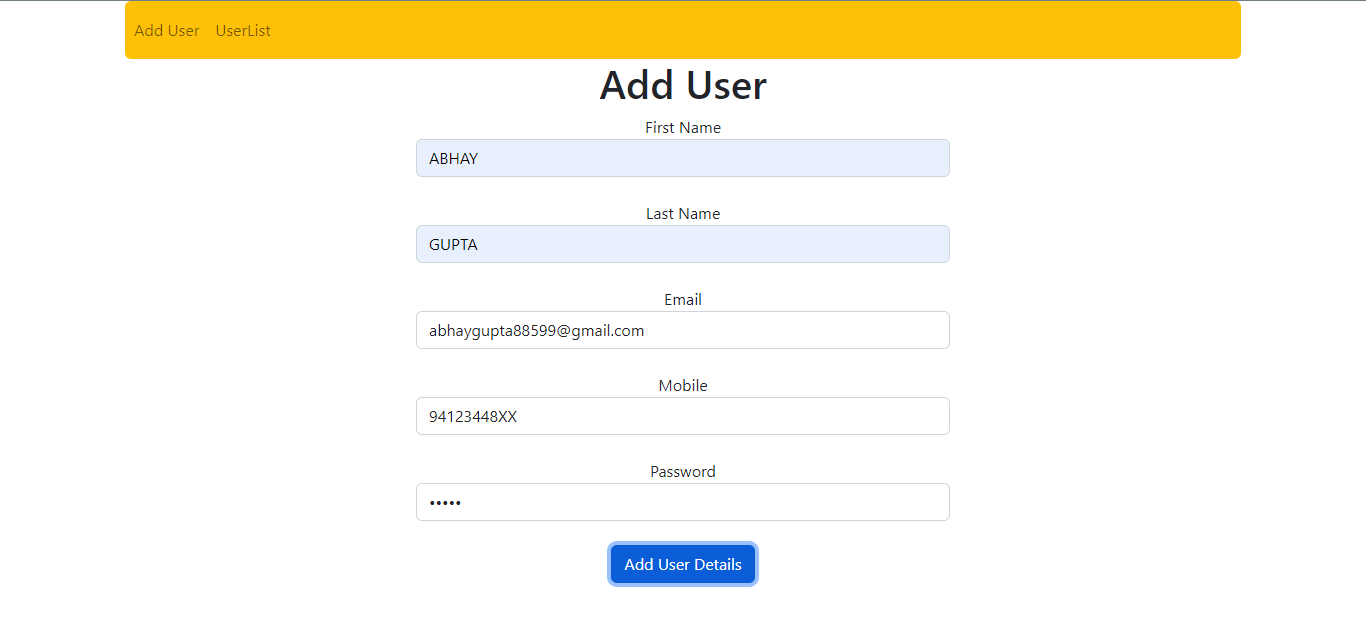 Add User UserList
Add User
First Name
ABHAY
Last Name
GUPTA
Email
abhaygupta88599@gmail.com
Mobile
94123448XX
Password
•••••
Add User Details